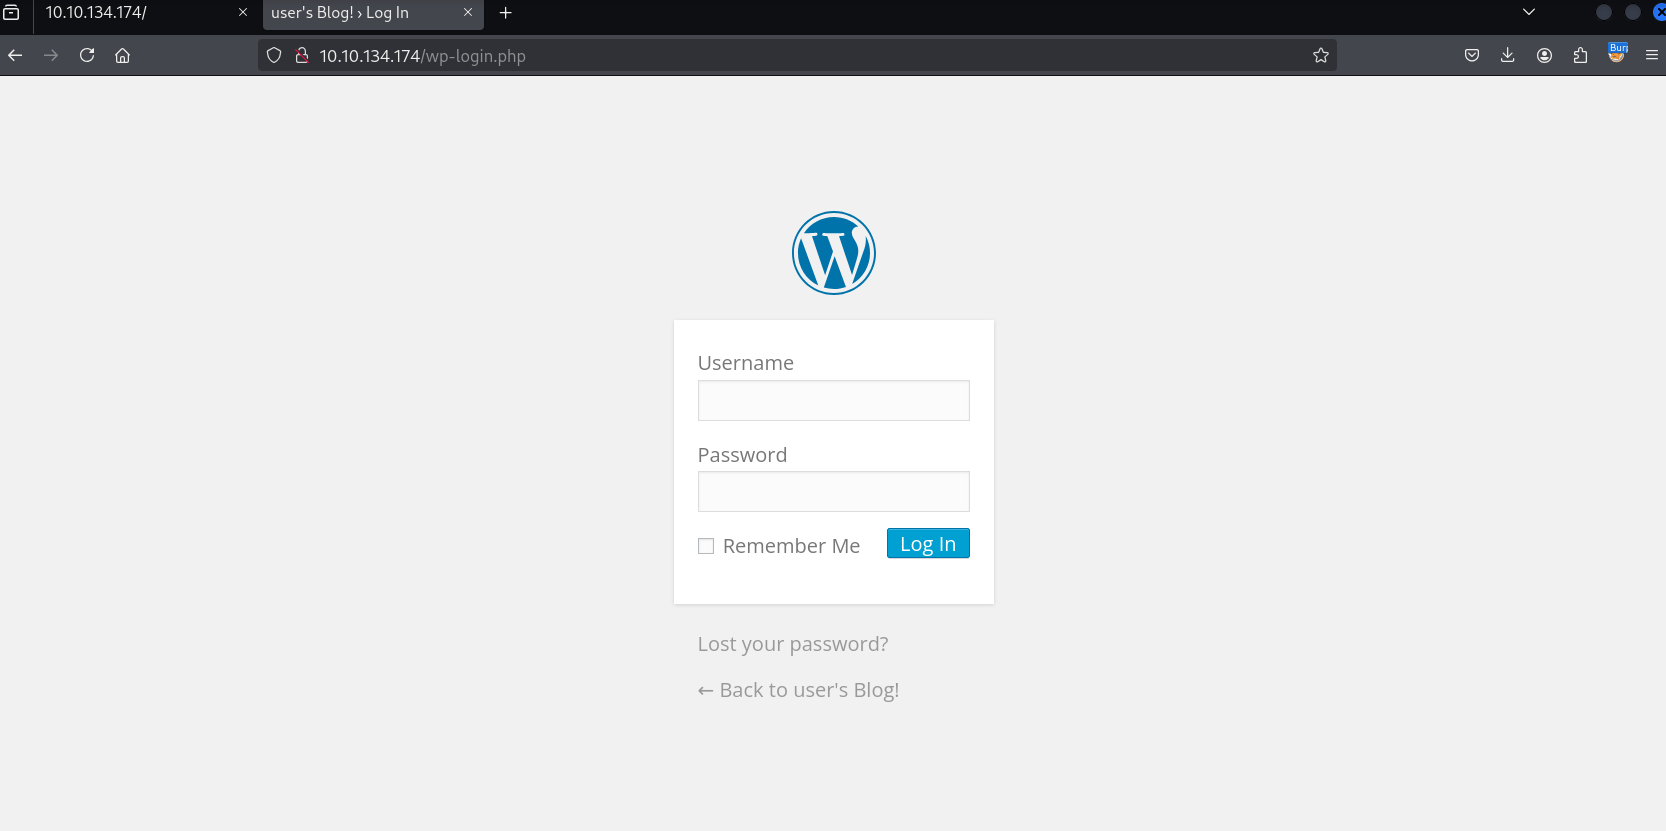 10.10.134.174/
user's Blog! › Log In
10.10.134.174/wp-login.php
Username
Password
Remember Me
Log In
Lost your password?
← Back to user's Blog!